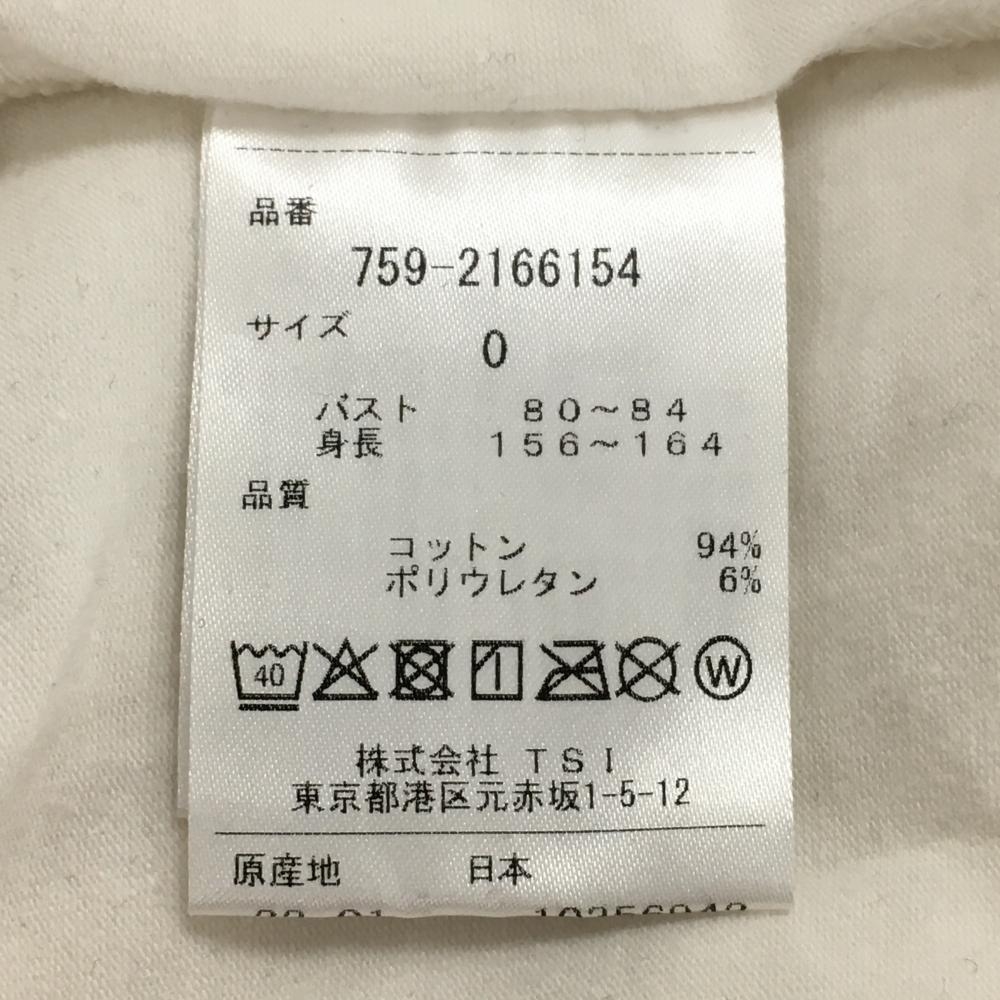 品番
759-2166154
サイズ
0
バスト 80～84
身長 156～164
品質
コットン 94%
ポリウレタン 6%
40 W
株式会社 TSI
東京都港区元赤坂1-5-12
原産地 日本